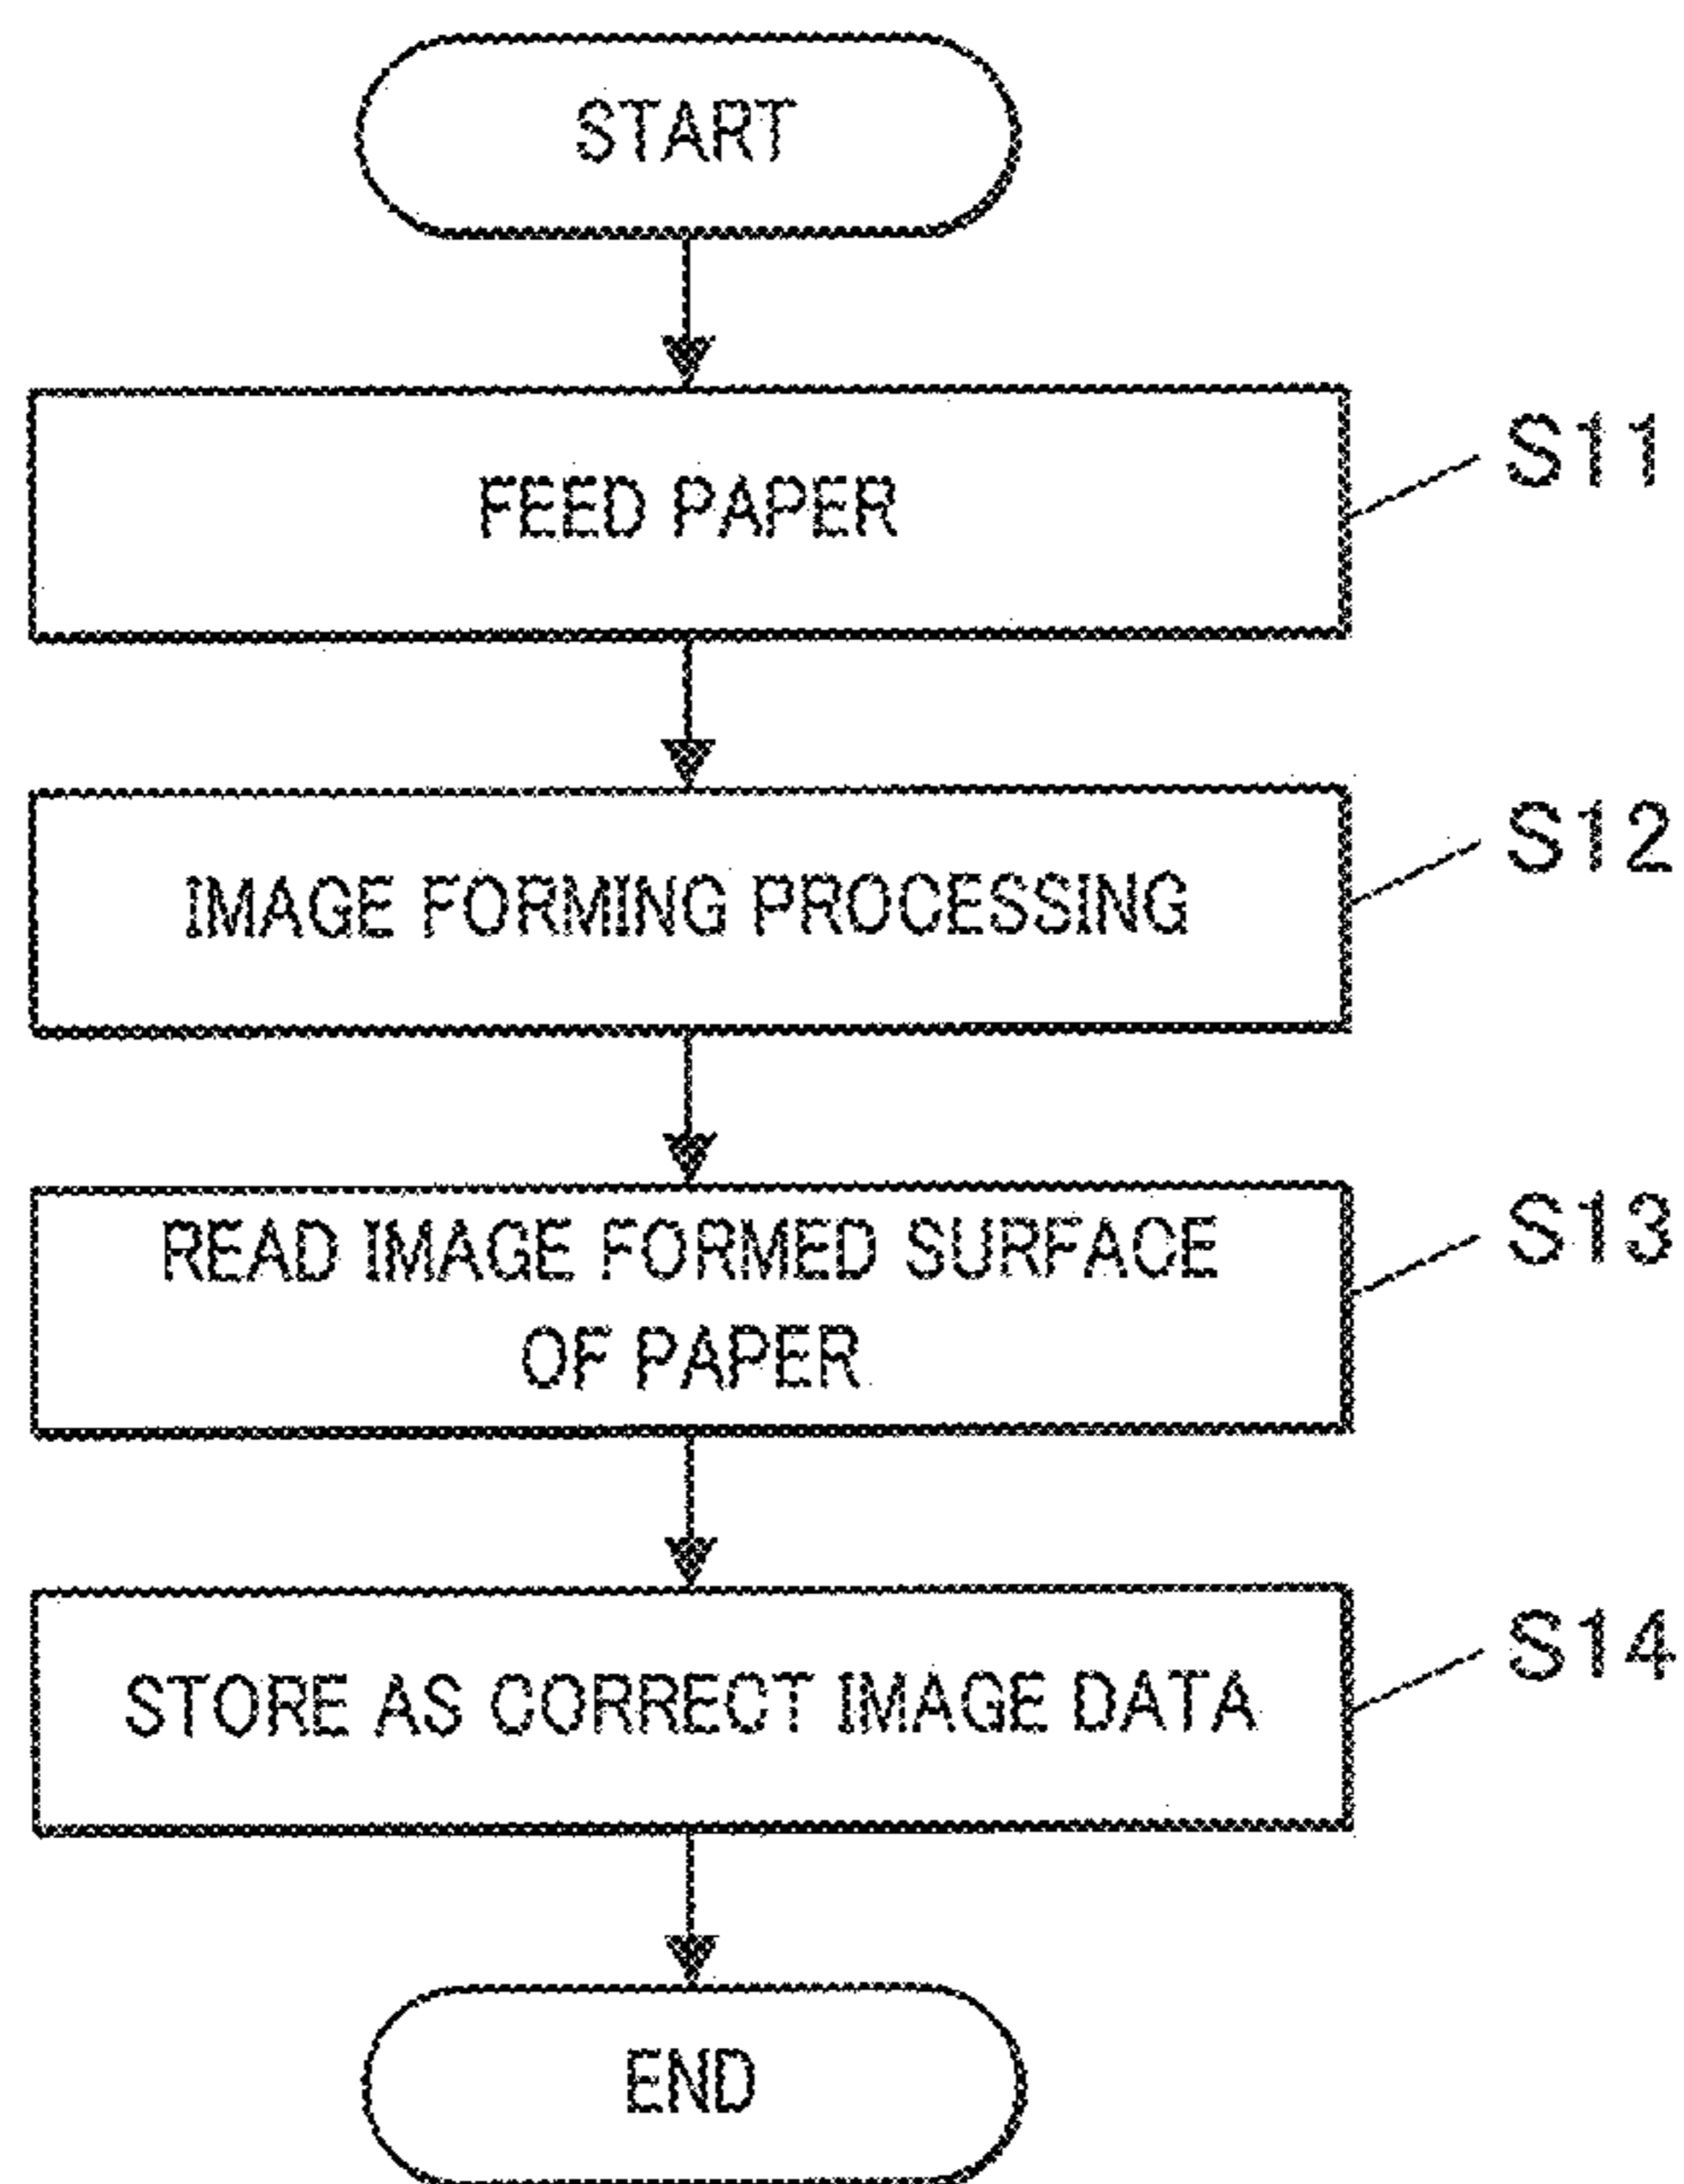 START
FEED PAPER
S11
IMAGE FORMING PROCESSING
S12
READ IMAGE FORMED SURFACE
OF PAPER
S13
STORE AS CORRECT IMAGE DATA
S14
END